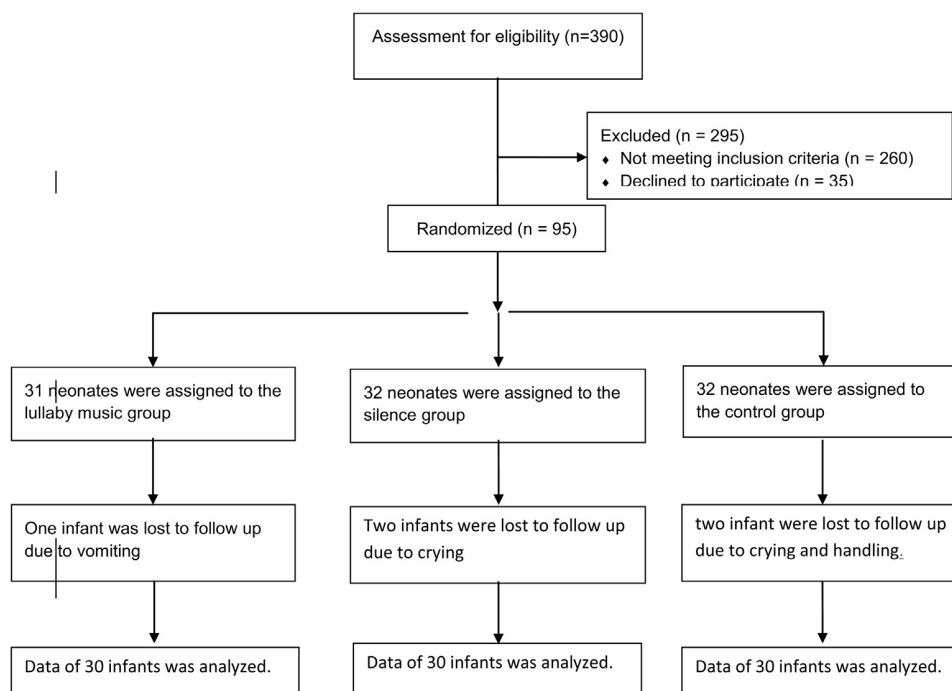 Assessment for eligibility (n=390)
Excluded (n = 295)
♦ Not meeting inclusion criteria (n = 260)
♦ Declined to participate (n = 35)
Randomized (n = 95)
31 neonates were assigned to the
lullaby music group
32 neonates were assigned to the
silence group
32 neonates were assigned to
the control group
One infant was lost to follow up
due to vomiting
Two infants were lost to follow up
due to crying
two infant were lost to follow up
due to crying and handling.
Data of 30 infants was analyzed.
Data of 30 infants was analyzed.
Data of 30 infants was analyzed.